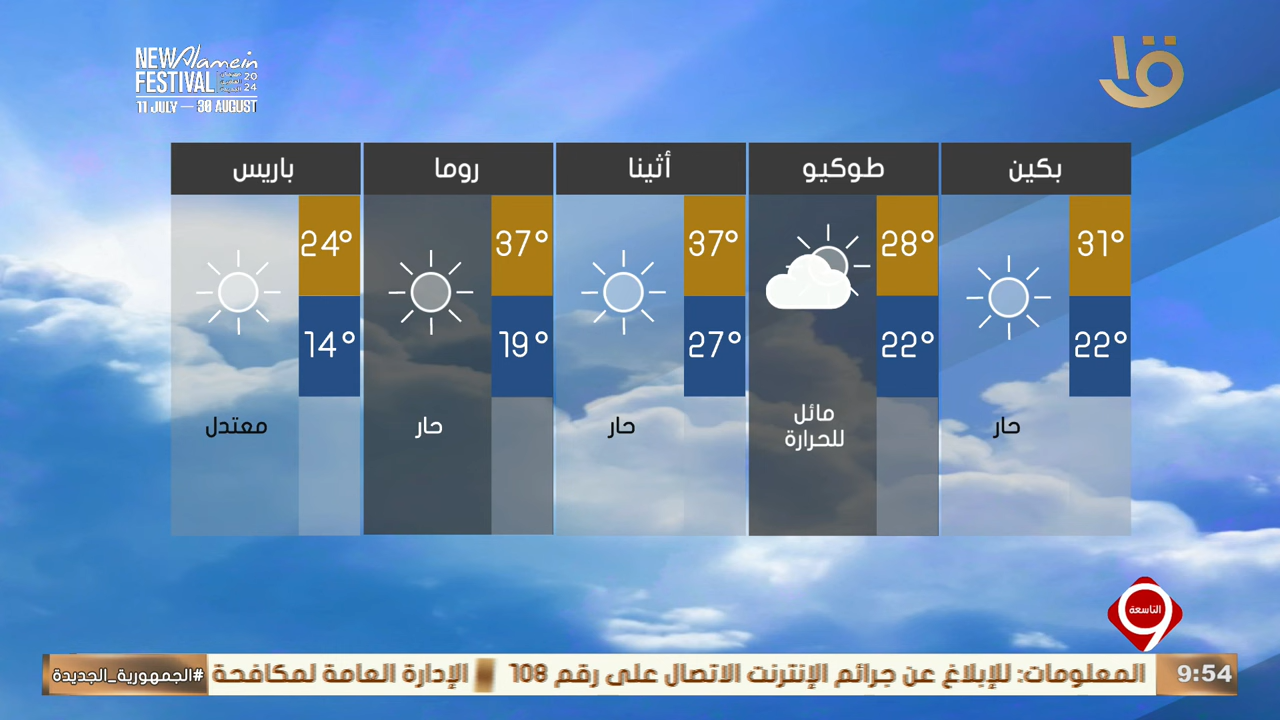 NEW Alamein
FESTIVAL 20 24
11 JULY — 30 AUGUST
بكين
31°
22°
حار
طوكيو
28°
22°
مائل
للحرارة
أثينا
37°
27°
حار
روما
37°
19°
حار
باريس
24°
14°
معتدل
التاسعة
9
9:54
المعلومات: للإبلاغ عن جرائم الإنترنت الاتصال على رقم 108
الإدارة العامة لمكافحة
#الجمهورية_الجديدة